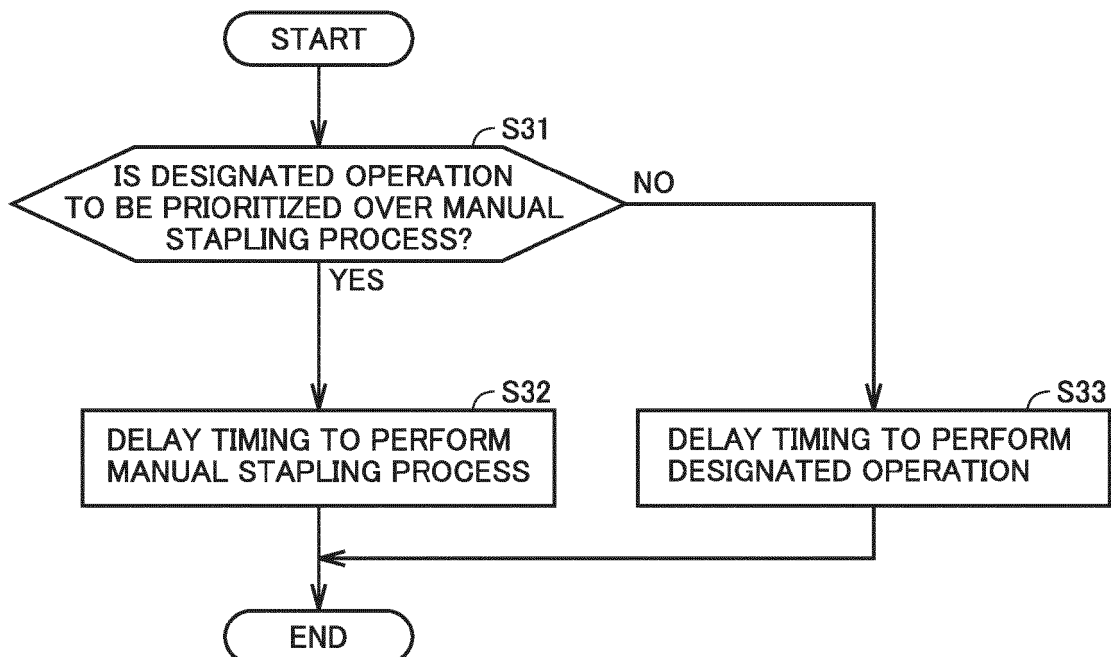 START
S31
IS DESIGNATED OPERATION
TO BE PRIORITIZED OVER MANUAL
STAPLING PROCESS?
NO
YES
S32
DELAY TIMING TO PERFORM
MANUAL STAPLING PROCESS
S33
DELAY TIMING TO PERFORM
DESIGNATED OPERATION
END